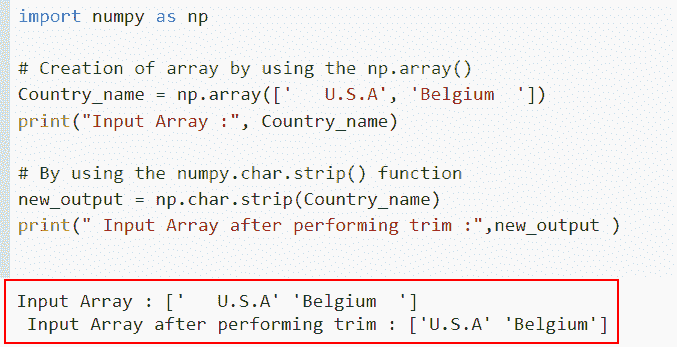 import numpy as np
# Creation of array by using the np.array()
Country_name = np.array(['   U.S.A', 'Belgium  '])
print("Input Array :", Country_name)
# By using the numpy.char.strip() function
new_output = np.char.strip(Country_name)
print(" Input Array after performing trim :",new_output )
Input Array : ['   U.S.A' 'Belgium  ']
 Input Array after performing trim : ['U.S.A' 'Belgium']